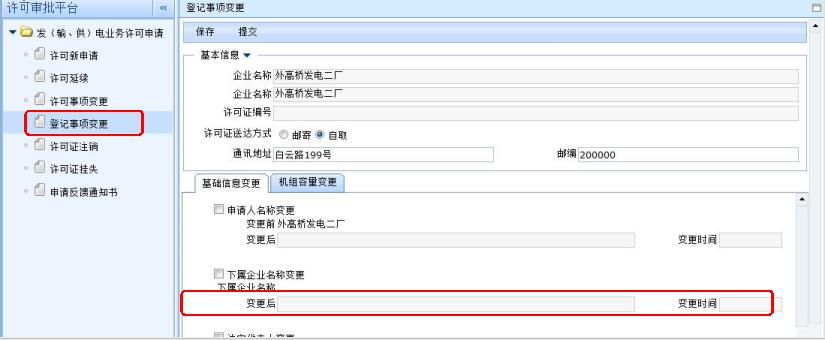 许可审批平台
发（输、供）电业务许可申请
许可新申请
许可延续
许可事项变更
登记事项变更
许可证注销
许可证挂失
申请反馈通知书
登记事项变更
保存 提交
基本信息
企业名称 外高桥发电二厂
企业名称 外高桥发电二厂
许可证编号
许可证送达方式 邮寄 自取
通讯地址 白云路199号 邮编 200000
基础信息变更 机组容量变更
申请人名称变更
变更前 外高桥发电二厂
变更后 变更时间
下属企业名称变更
下属企业名称
变更后 变更时间
法定代表人变更